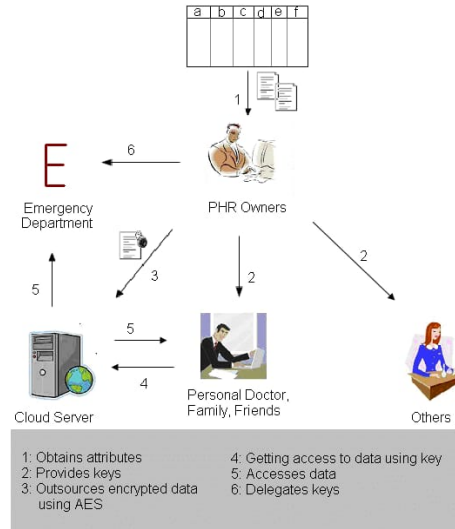 a b c d e f
1
6
E
Emergency
Department
PHR Owners
3
2
2
5
5
4
Cloud Server
Personal Doctor,
Family, Friends
Others
1: Obtains attributes
2: Provides keys
3: Outsources encrypted data
using AES
4: Getting access to data using key
5: Accesses data
6: Delegates keys